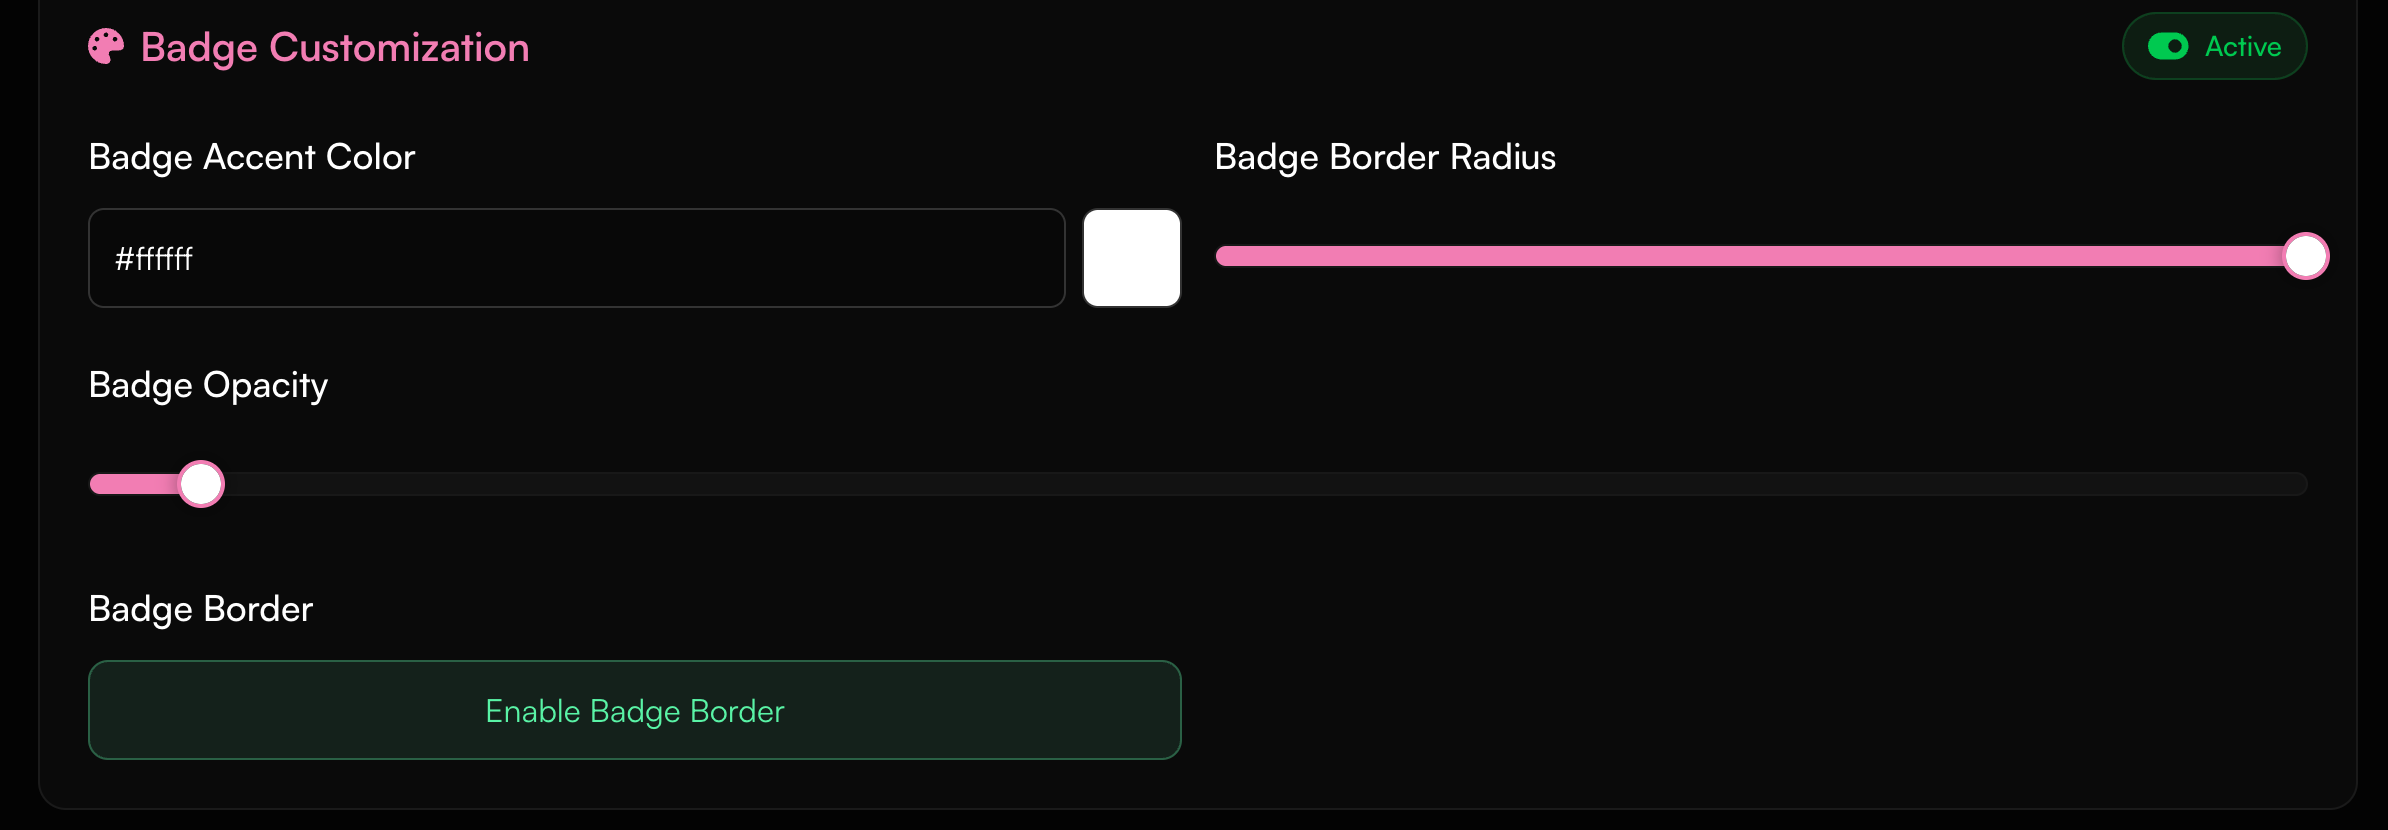 Badge Customization
Active
Badge Accent Color
#ffffff
Badge Border Radius
Badge Opacity
Badge Border
Enable Badge Border